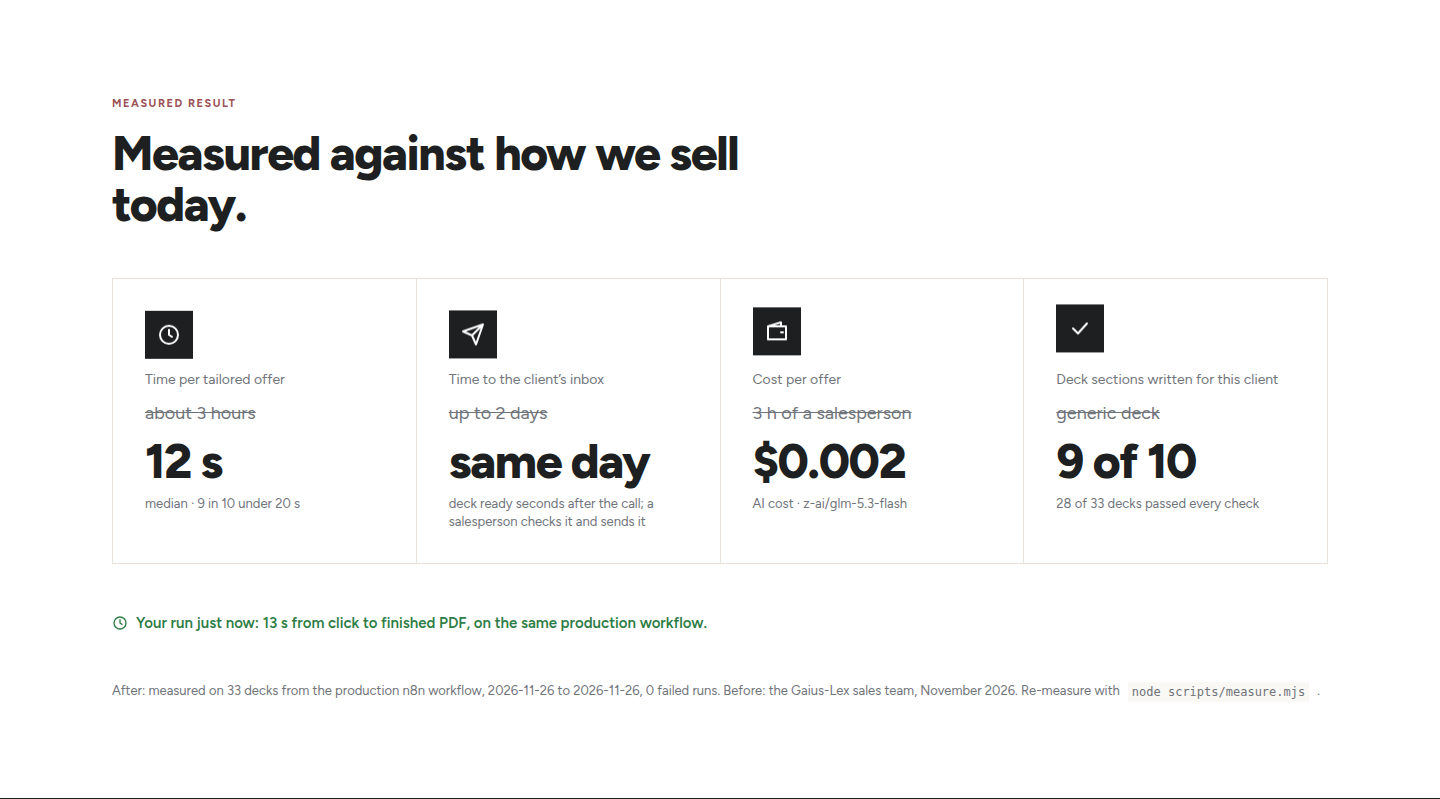 MEASURED RESULT
Measured against how we sell
today.
Time per tailored offer
about 3 hours
12 s
median · 9 in 10 under 20 s
Time to the client’s inbox
up to 2 days
same day
deck ready seconds after the call; a
salesperson checks it and sends it
Cost per offer
3 h of a salesperson
$0.002
AI cost · z-ai/glm-5.3-flash
Deck sections written for this client
generic deck
9 of 10
28 of 33 decks passed every check
Your run just now: 13 s from click to finished PDF, on the same production workflow.
After: measured on 33 decks from the production n8n workflow, 2026-11-26 to 2026-11-26, 0 failed runs. Before: the Gaius-Lex sales team, November 2026. Re-measure with node scripts/measure.mjs .